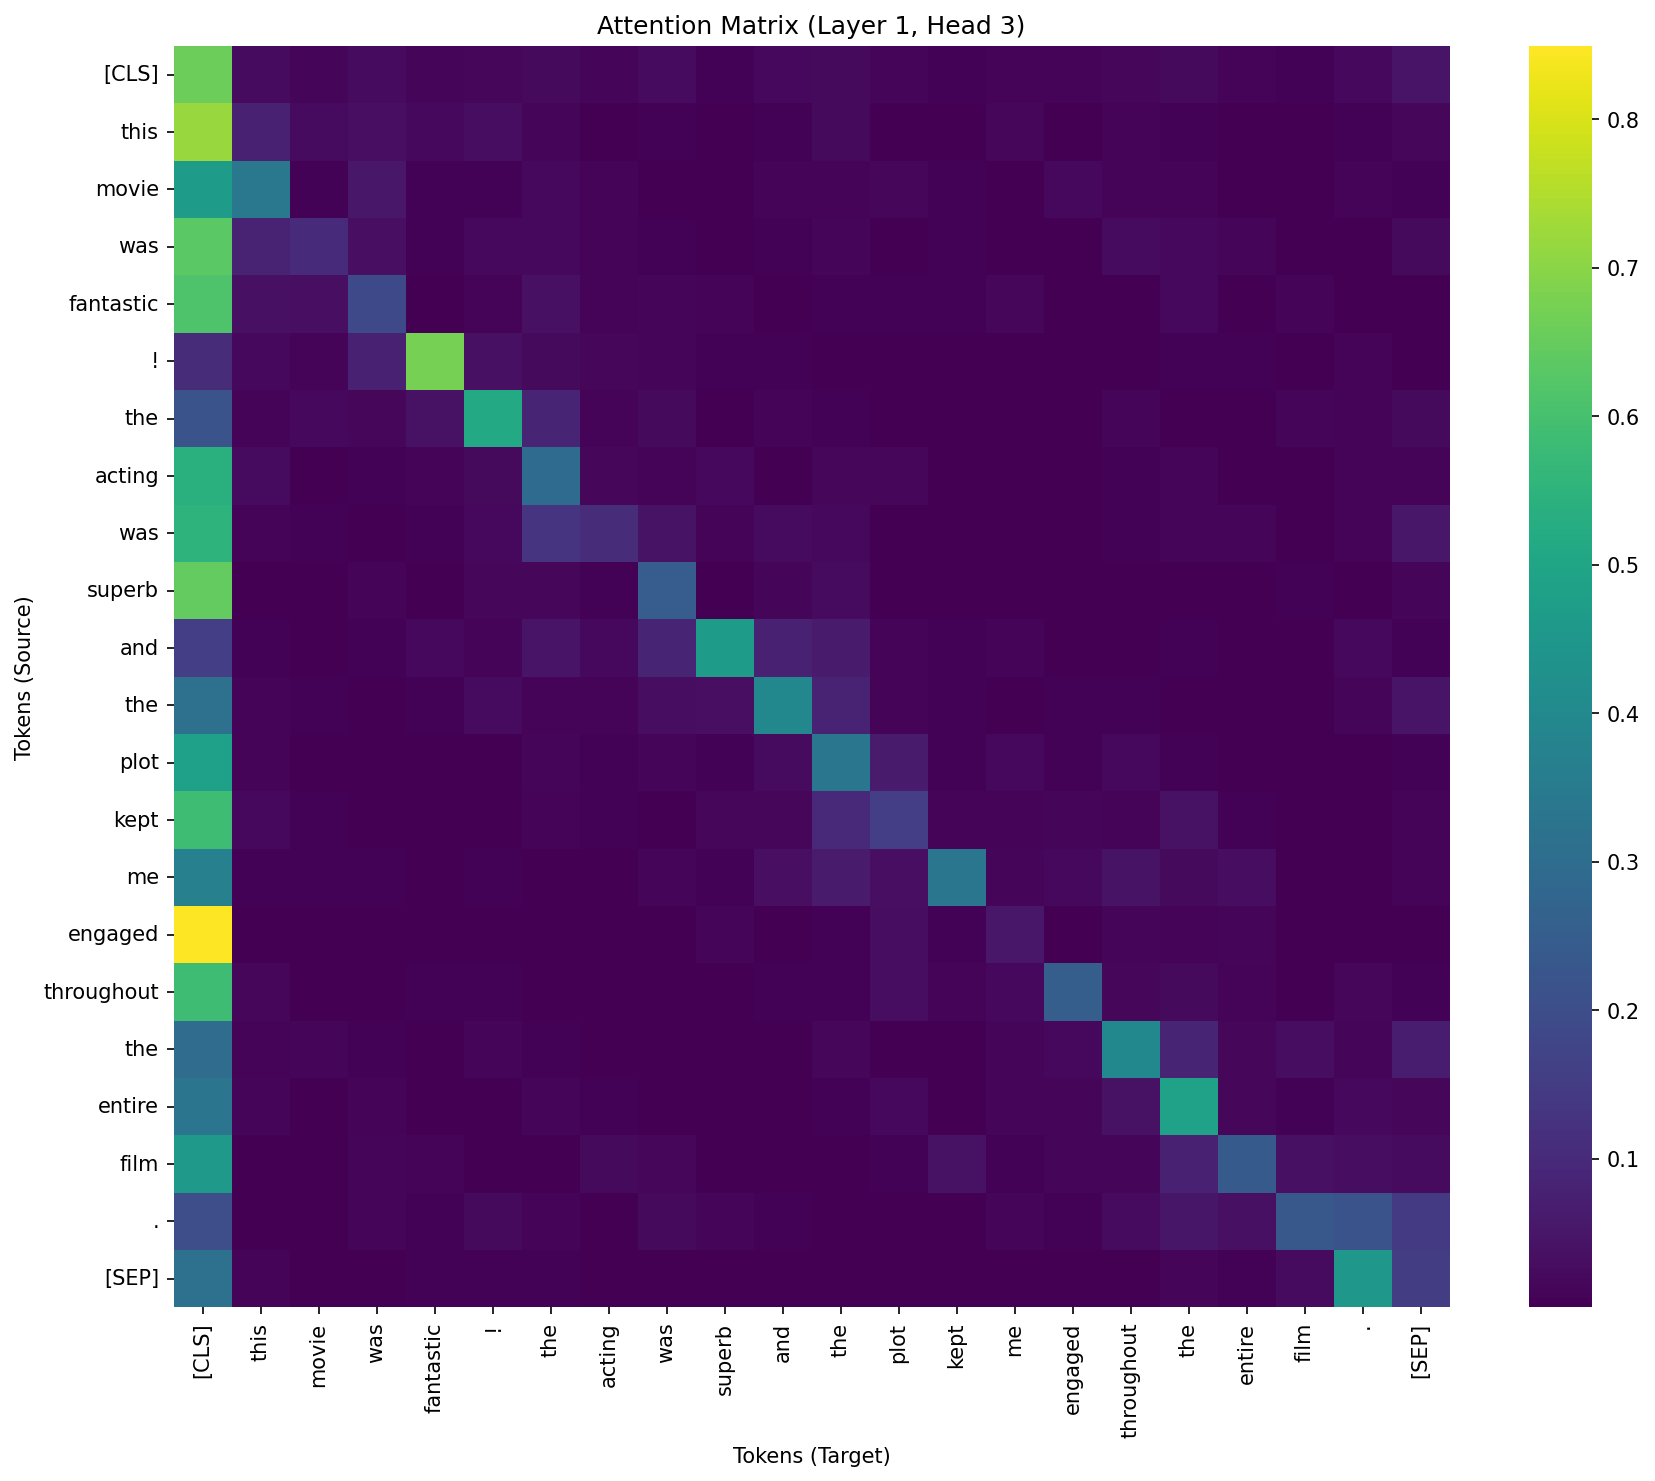 Attention Matrix (Layer 1, Head 3)
Tokens (Source)
[CLS]
this
movie
was
fantastic
!
the
acting
was
superb
and
the
plot
kept
me
engaged
throughout
the
entire
film
.
[SEP]
[CLS] this movie was fantastic ! the acting was superb and the plot kept me engaged throughout the entire film . [SEP]
Tokens (Target)
0.8
0.7
0.6
0.5
0.4
0.3
0.2
0.1